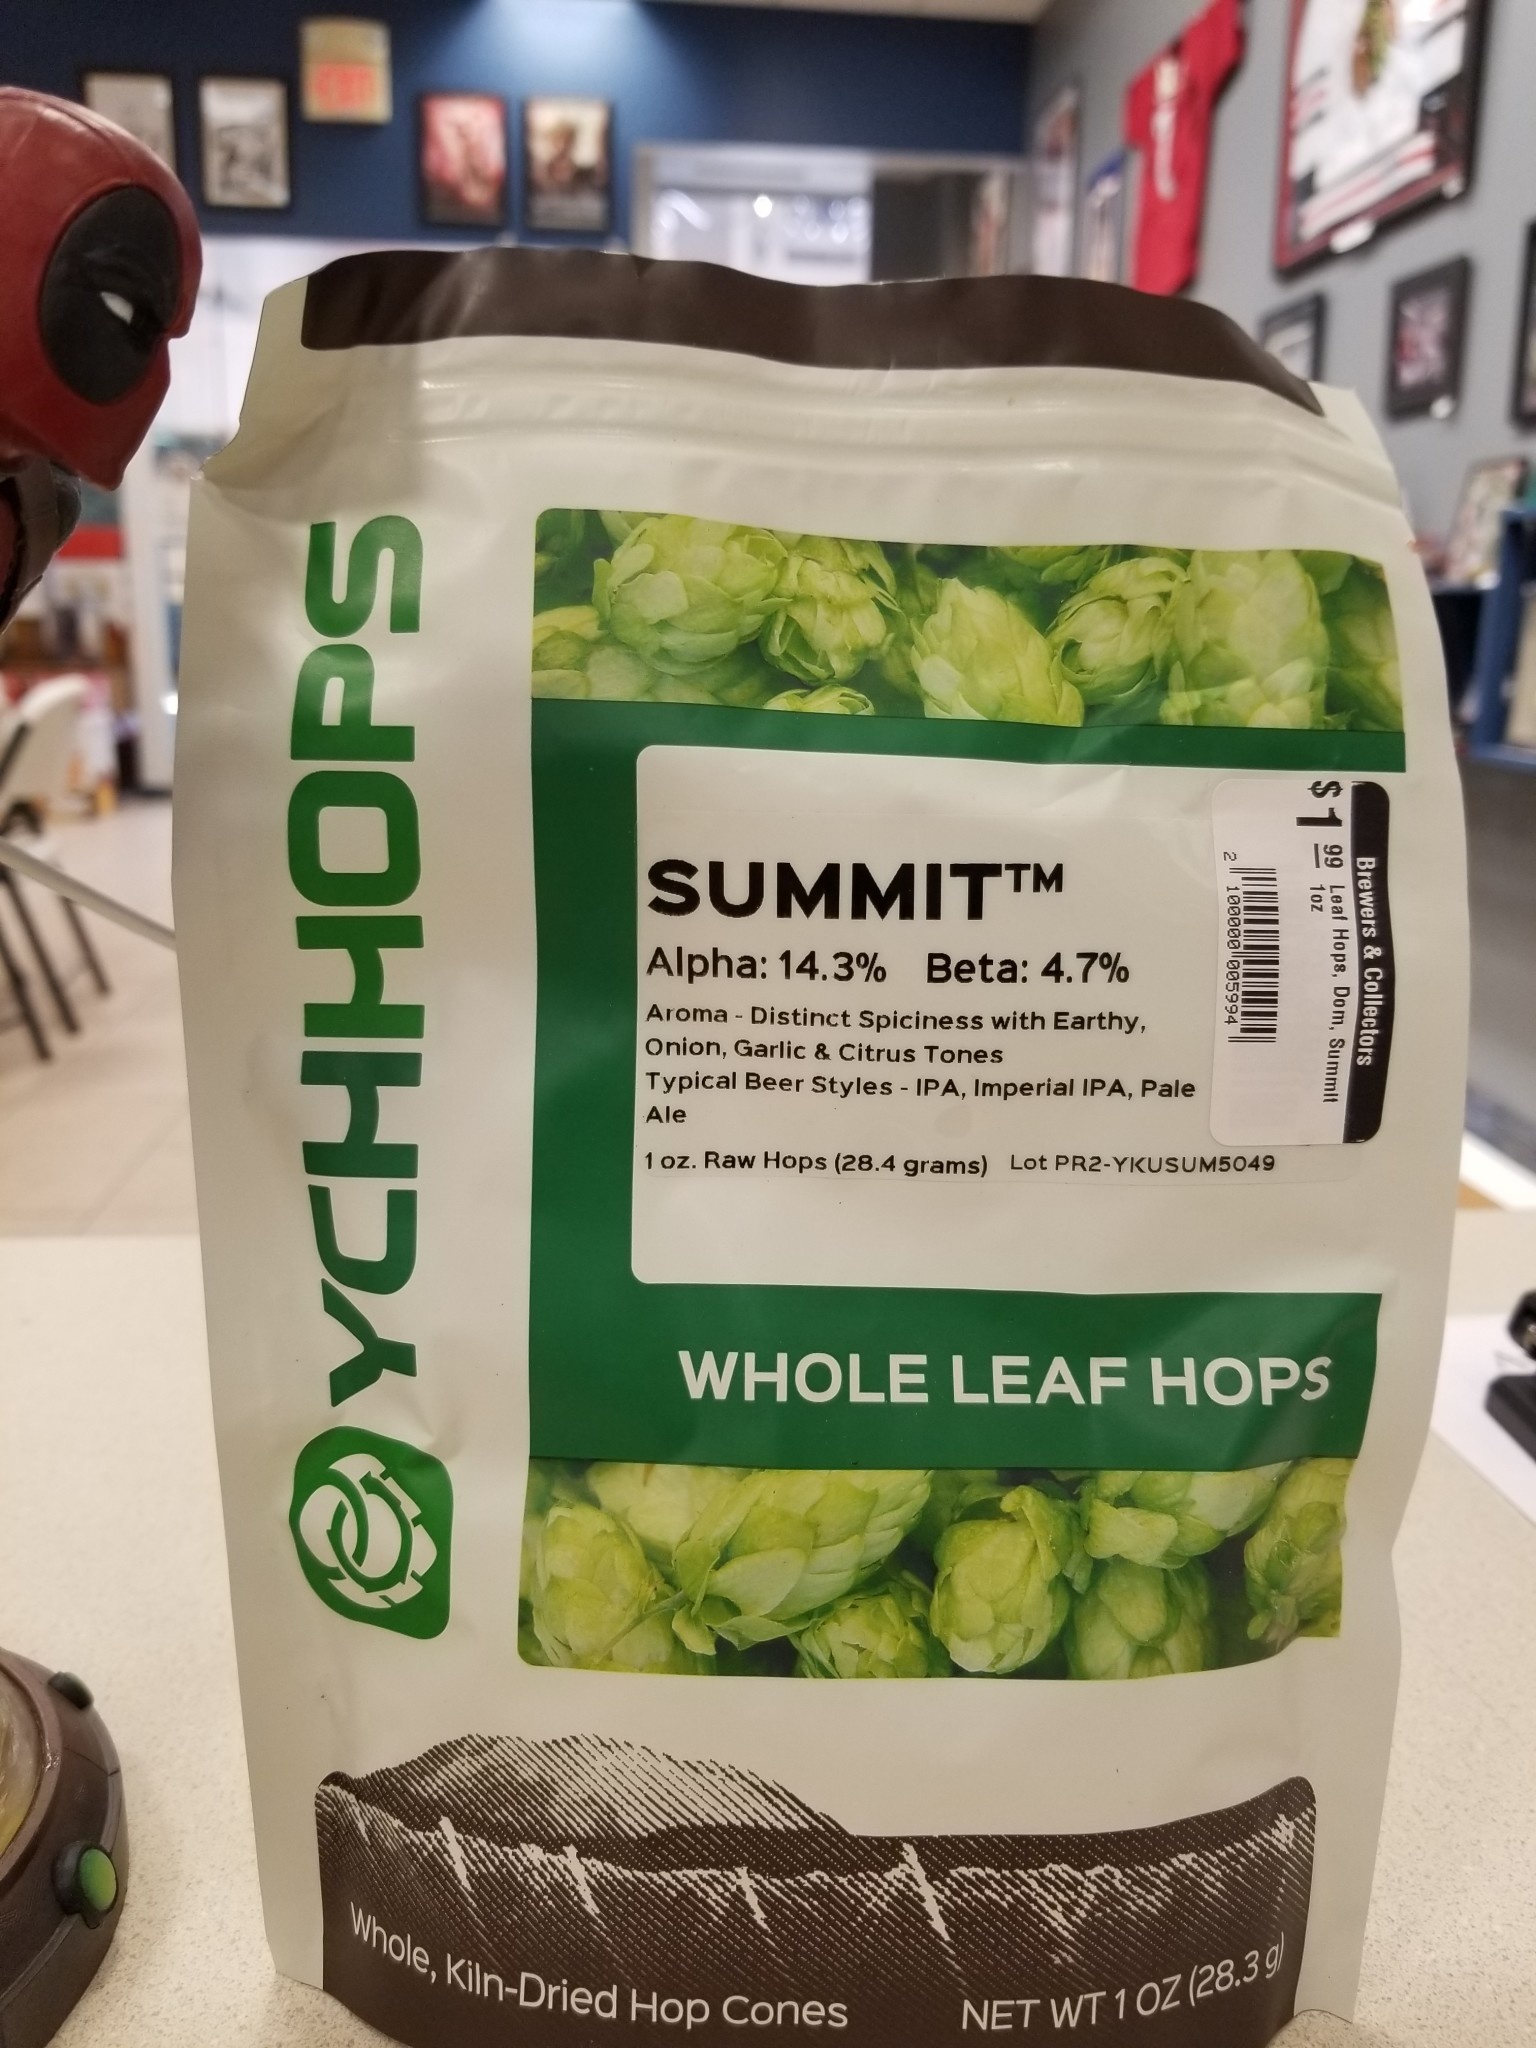 YCHHOPS
SUMMIT™
Alpha: 14.3% Beta: 4.7%
Aroma - Distinct Spiciness with Earthy,
Onion, Garlic & Citrus Tones
Typical Beer Styles - IPA, Imperial IPA, Pale
Ale
1 oz. Raw Hops (28.4 grams) Lot PR2-YKUSUM5049
Brewers & Collectors
$1 99 Leaf Hops, Dom, Summit
1oz
2 100000 005994
WHOLE LEAF HOPS
Whole, Kiln-Dried Hop Cones
NET WT 1 OZ (28.3 g)